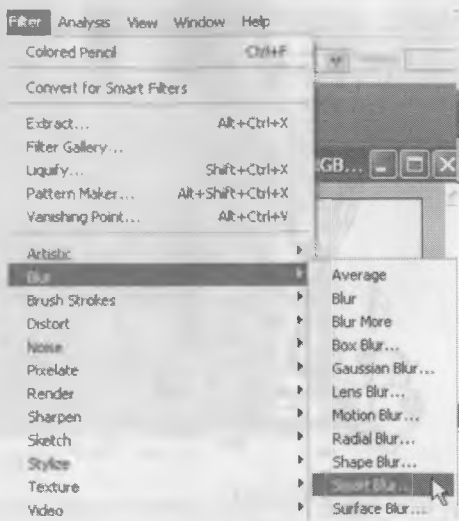 Filter Analysis View Window Help
Colored Pencil Ctrl+F
Convert for Smart Filters
Extract... Alt+Ctrl+X
Filter Gallery...
Liquify... Shift+Ctrl+X
Pattern Maker... Alt+Shift+Ctrl+X
Vanishing Point... Alt+Ctrl+V
GB...
Artistic
Blur
Brush Strokes
Distort
Noise
Pixelate
Render
Sharpen
Sketch
Stylize
Texture
Video
Average
Blur
Blur More
Box Blur...
Gaussian Blur...
Lens Blur...
Motion Blur...
Radial Blur...
Shape Blur...
Smart Blur...
Surface Blur...